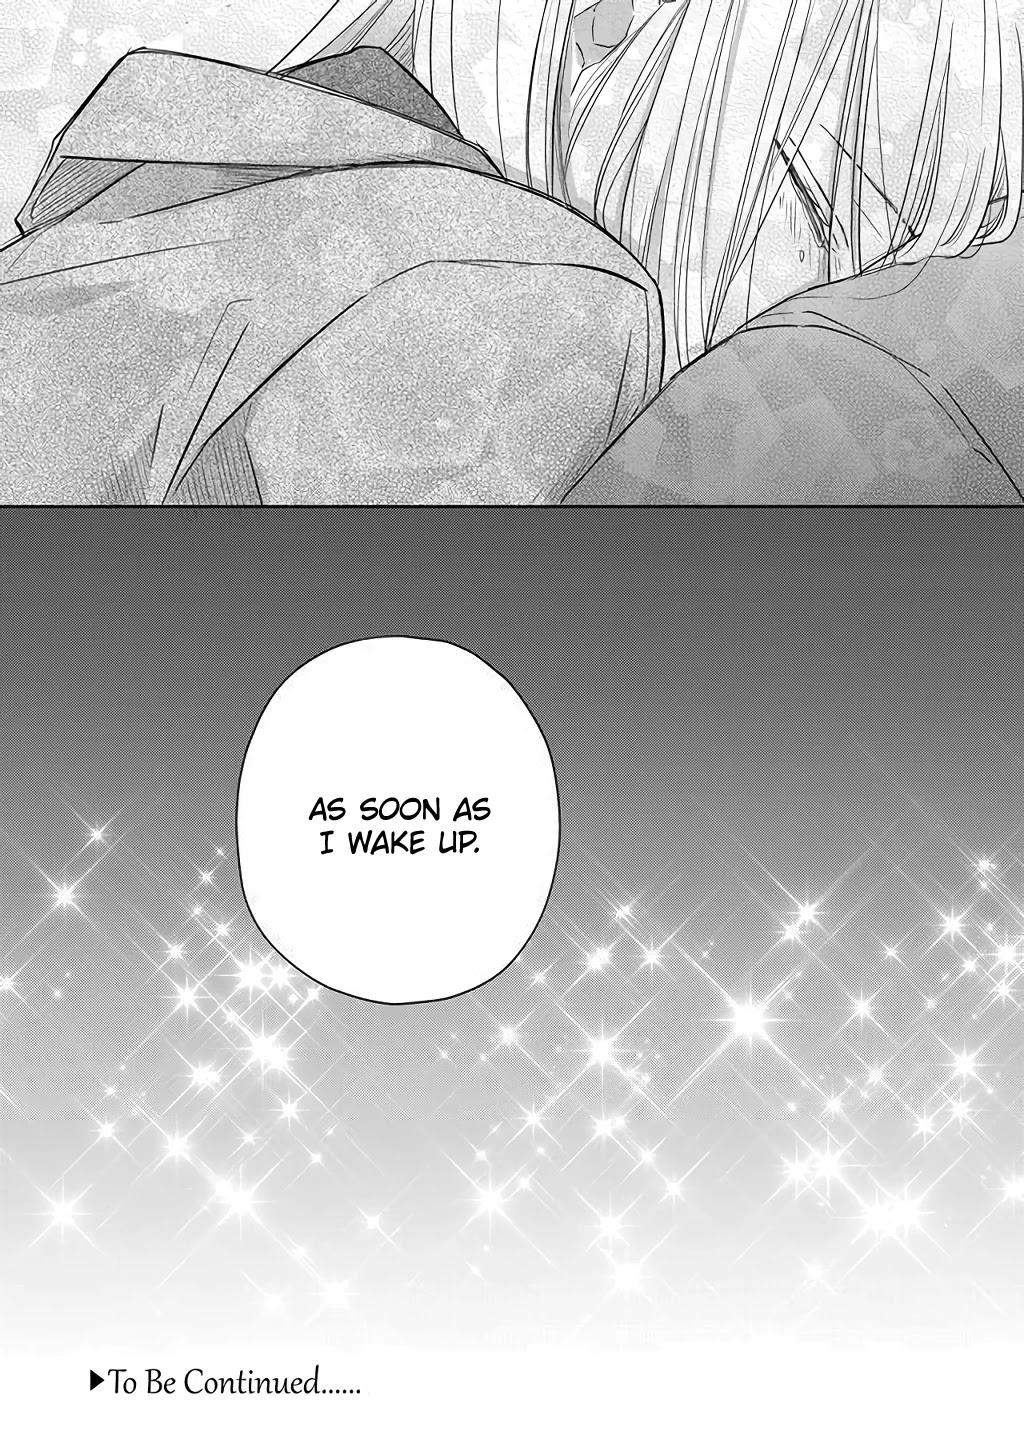 AS SOON AS
I WAKE UP.
▶To Be Continued......